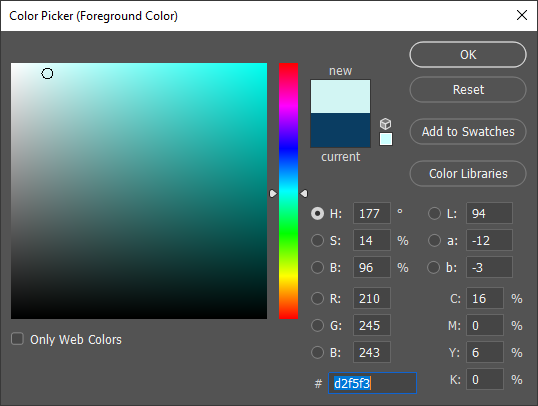 Color Picker (Foreground Color)
new
current
OK
Reset
Add to Swatches
Color Libraries
H: 177 °
S: 14 %
B: 96 %
R: 210
G: 245
B: 243
# d2f5f3
L: 94
a: -12
b: -3
C: 16 %
M: 0 %
Y: 6 %
K: 0 %
Only Web Colors